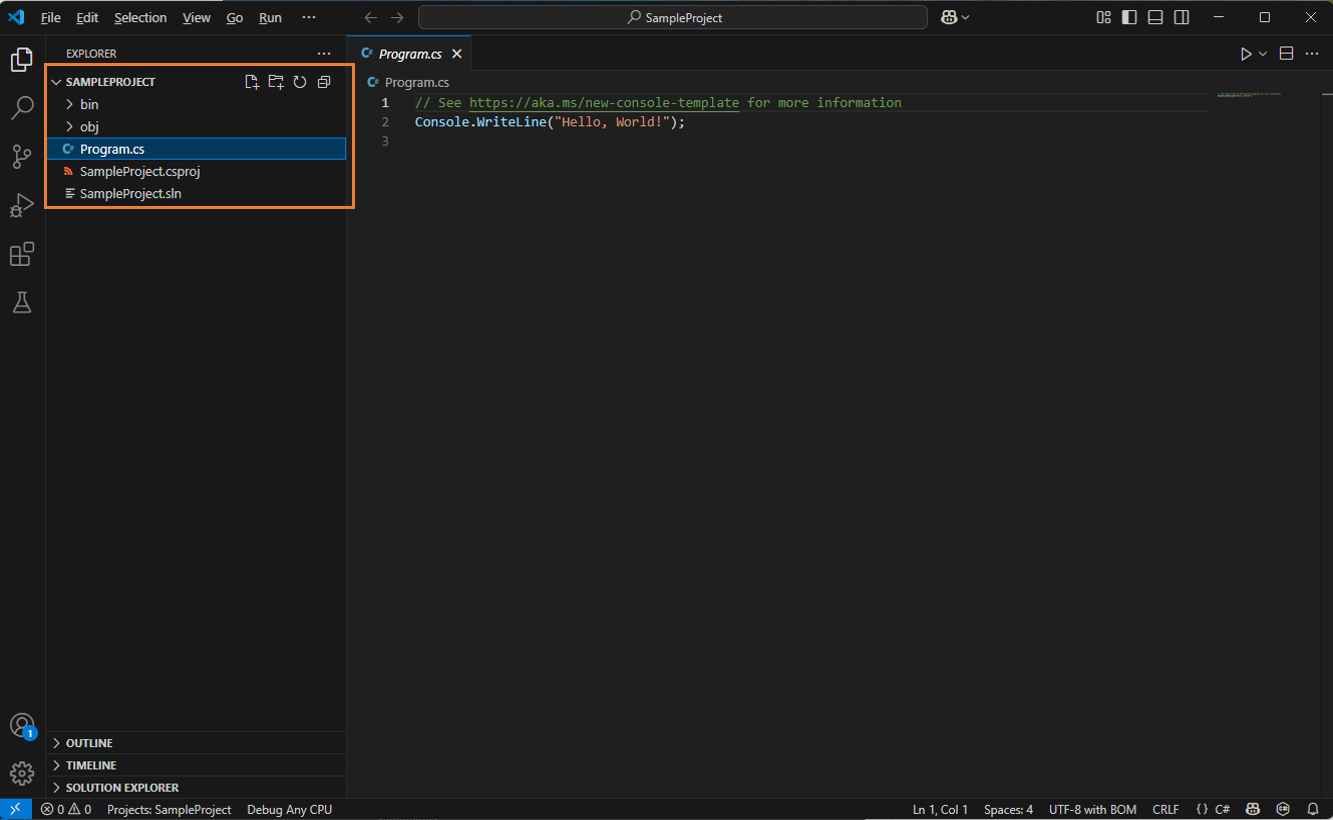 File Edit Selection View Go Run ···
SampleProject
EXPLORER ···
SAMPLEPROJECT
bin
obj
Program.cs
SampleProject.csproj
SampleProject.sln
OUTLINE
TIMELINE
SOLUTION EXPLORER
Program.cs
Program.cs
1 // See https://aka.ms/new-console-template for more information
2 Console.WriteLine("Hello, World!");
3
1
0 0 Projects: SampleProject Debug Any CPU Ln 1, Col 1 Spaces: 4 UTF-8 with BOM CRLF {} C#